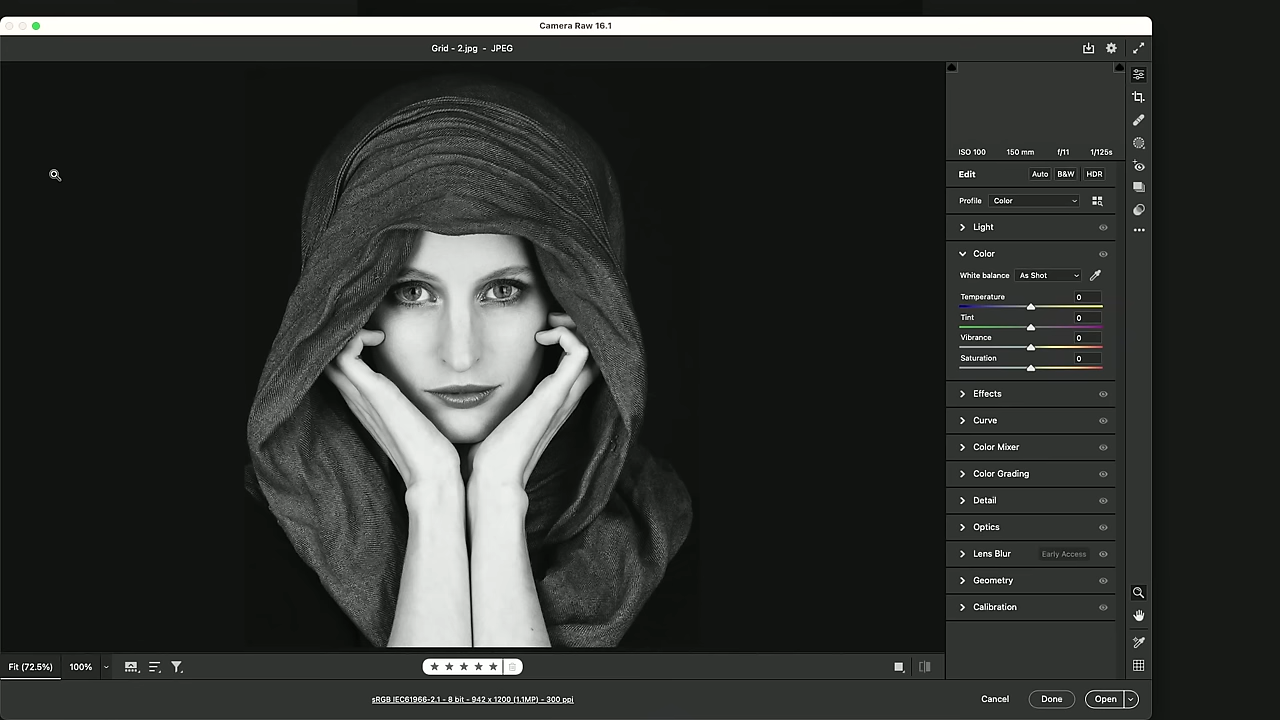 Camera Raw 16.1
Grid - 2.jpg - JPEG
ISO 100 150 mm f/11 1/125s
Edit Auto B&W HDR
Profile Color
Light
Color
White balance As Shot
Temperature 0
Tint 0
Vibrance 0
Saturation 0
Effects
Curve
Color Mixer
Color Grading
Detail
Optics
Lens Blur Early Access
Geometry
Calibration
Fit (72.5%) 100%
sRGB IEC61966-2.1 - 8 bit - 942 x 1200 (1.1MP) - 300 ppi
Cancel Done Open